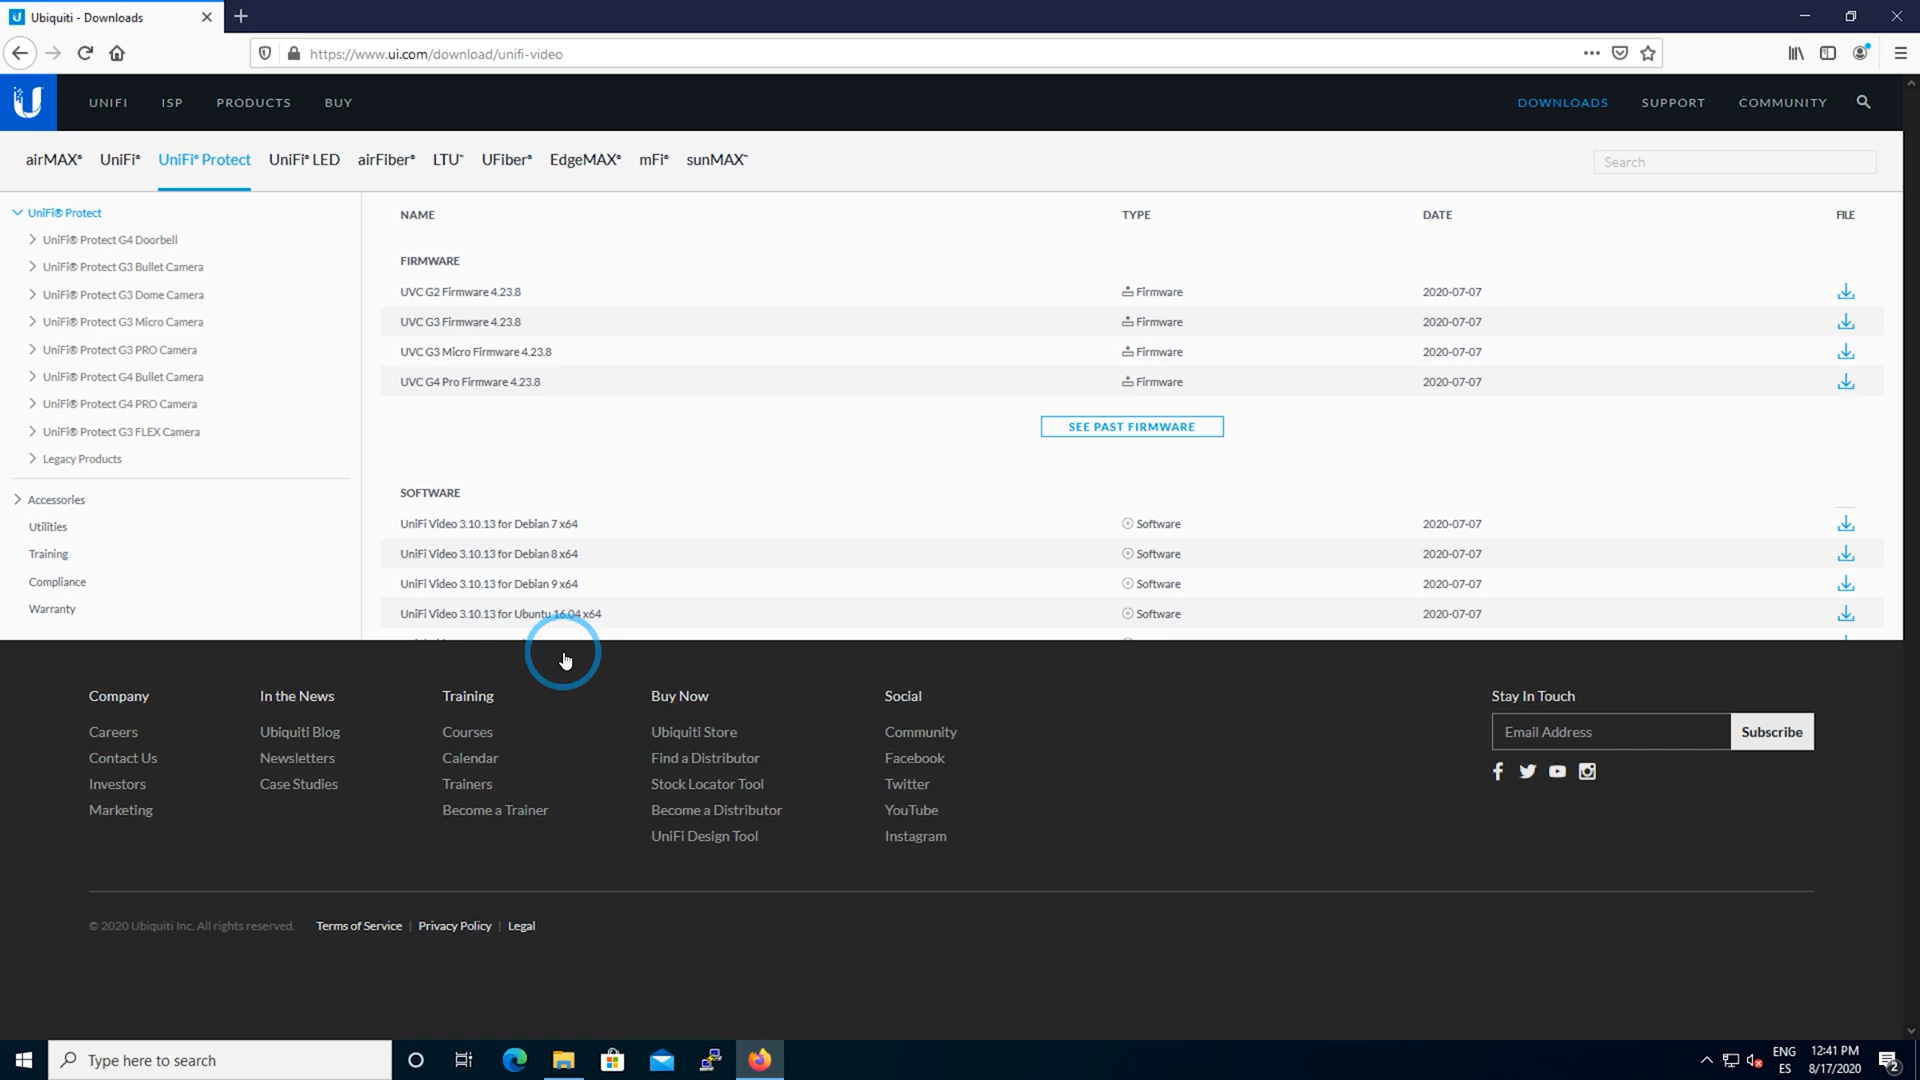 Ubiquiti - Downloads
https://www.ui.com/download/unifi-video
UNIFI ISP PRODUCTS BUY DOWNLOADS SUPPORT COMMUNITY
airMAX® UniFi® UniFi® Protect UniFi® LED airFiber® LTU™ UFiber® EdgeMAX® mFi® sunMAX™ Search
UniFi® Protect
UniFi® Protect G4 Doorbell
UniFi® Protect G3 Bullet Camera
UniFi® Protect G3 Dome Camera
UniFi® Protect G3 Micro Camera
UniFi® Protect G3 PRO Camera
UniFi® Protect G4 Bullet Camera
UniFi® Protect G4 PRO Camera
UniFi® Protect G3 FLEX Camera
Legacy Products
Accessories
Utilities
Training
Compliance
Warranty
NAME TYPE DATE FILE
FIRMWARE
UVC G2 Firmware 4.23.8 Firmware 2020-07-07
UVC G3 Firmware 4.23.8 Firmware 2020-07-07
UVC G3 Micro Firmware 4.23.8 Firmware 2020-07-07
UVC G4 Pro Firmware 4.23.8 Firmware 2020-07-07
SEE PAST FIRMWARE
SOFTWARE
UniFi Video 3.10.13 for Debian 7 x64 Software 2020-07-07
UniFi Video 3.10.13 for Debian 8 x64 Software 2020-07-07
UniFi Video 3.10.13 for Debian 9 x64 Software 2020-07-07
UniFi Video 3.10.13 for Ubuntu 16.04 x64 Software 2020-07-07
Company
Careers
Contact Us
Investors
Marketing
In the News
Ubiquiti Blog
Newsletters
Case Studies
Training
Courses
Calendar
Trainers
Become a Trainer
Buy Now
Ubiquiti Store
Find a Distributor
Stock Locator Tool
Become a Distributor
UniFi Design Tool
Social
Community
Facebook
Twitter
YouTube
Instagram
Stay In Touch
Email Address Subscribe
© 2020 Ubiquiti Inc. All rights reserved. Terms of Service | Privacy Policy | Legal
Type here to search
ENG
ES
12:41 PM
8/17/2020
2